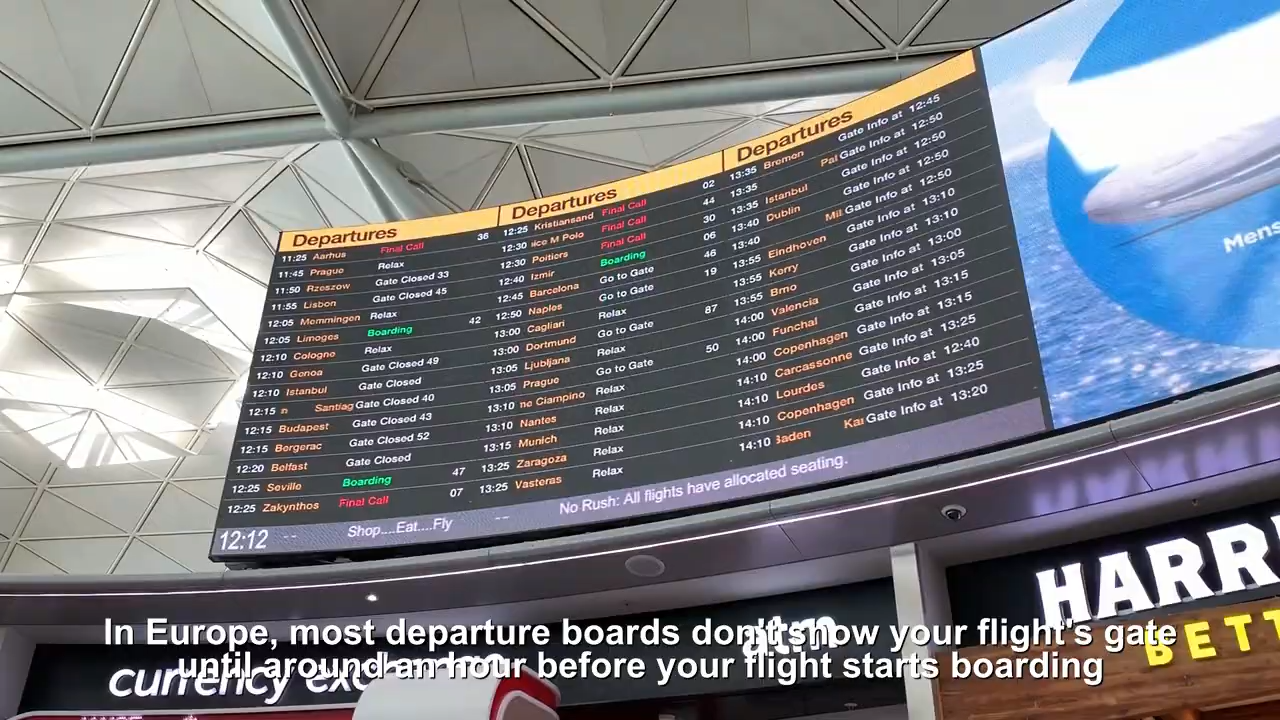 Departures
11:25 Aarhus Final Call 36
11:45 Prague Relax
11:50 Rzeszow Gate Closed 33
11:55 Lisbon Gate Closed 45
12:05 Memmingen Relax
12:05 Limoges Boarding 42
12:10 Cologne Relax
12:10 Genoa Gate Closed 49
12:10 Istanbul Gate Closed
12:15 n Santiag Gate Closed 40
12:15 Budapest Gate Closed 43
12:15 Bergerac Gate Closed 52
12:20 Belfast Gate Closed
12:25 Seville Boarding 47
12:25 Zakynthos Final Call 07
Departures
12:25 Kristiansand Final Call 02
12:30 ice M Polo Final Call 44
12:30 Poitiers Final Call 30
12:40 Izmir Boarding 06
12:45 Barcelona Go to Gate 46
12:50 Naples Go to Gate 19
13:00 Cagliari Relax
13:00 Dortmund Go to Gate 87
13:05 Ljubljana Relax
13:05 Prague Go to Gate 50
13:10 ne Ciampino Relax
13:10 Nantes Relax
13:15 Munich Relax
13:25 Zaragoza Relax
13:25 Vasteras Relax
Departures
13:35 Bremen Gate Info at 12:45
13:35 Pal Gate Info at 12:50
13:35 Istanbul Gate Info at 12:50
13:40 Dublin Gate Info at 12:50
13:40 Mil Gate Info at 12:50
13:55 Eindhoven Gate Info at 13:10
13:55 Kerry Gate Info at 13:10
13:55 Brno Gate Info at 13:00
14:00 Valencia Gate Info at 13:05
14:00 Funchal Gate Info at 13:15
14:00 Copenhagen Gate Info at 13:15
14:10 Carcassonne Gate Info at 13:25
14:10 Lourdes Gate Info at 12:40
14:10 Copenhagen Gate Info at 13:25
14:10 Baden Kar Gate Info at 13:20
12:12 -- Shop....Eat....Fly -- No Rush: All flights have allocated seating.
Mens
HARR
BETT
atm
currency exchange
In Europe, most departure boards don't show your flight's gate
until around an hour before your flight starts boarding